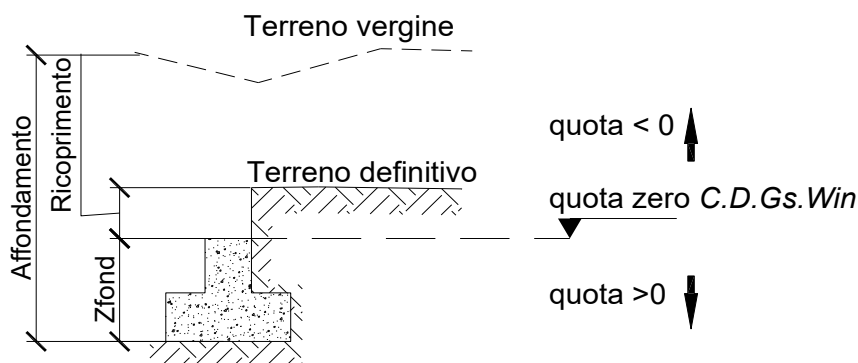 Terreno vergine
Affondamento
Ricoprimento
quota < 0
Terreno definitivo
quota zero C.D.Gs.Win
Zfond
quota >0